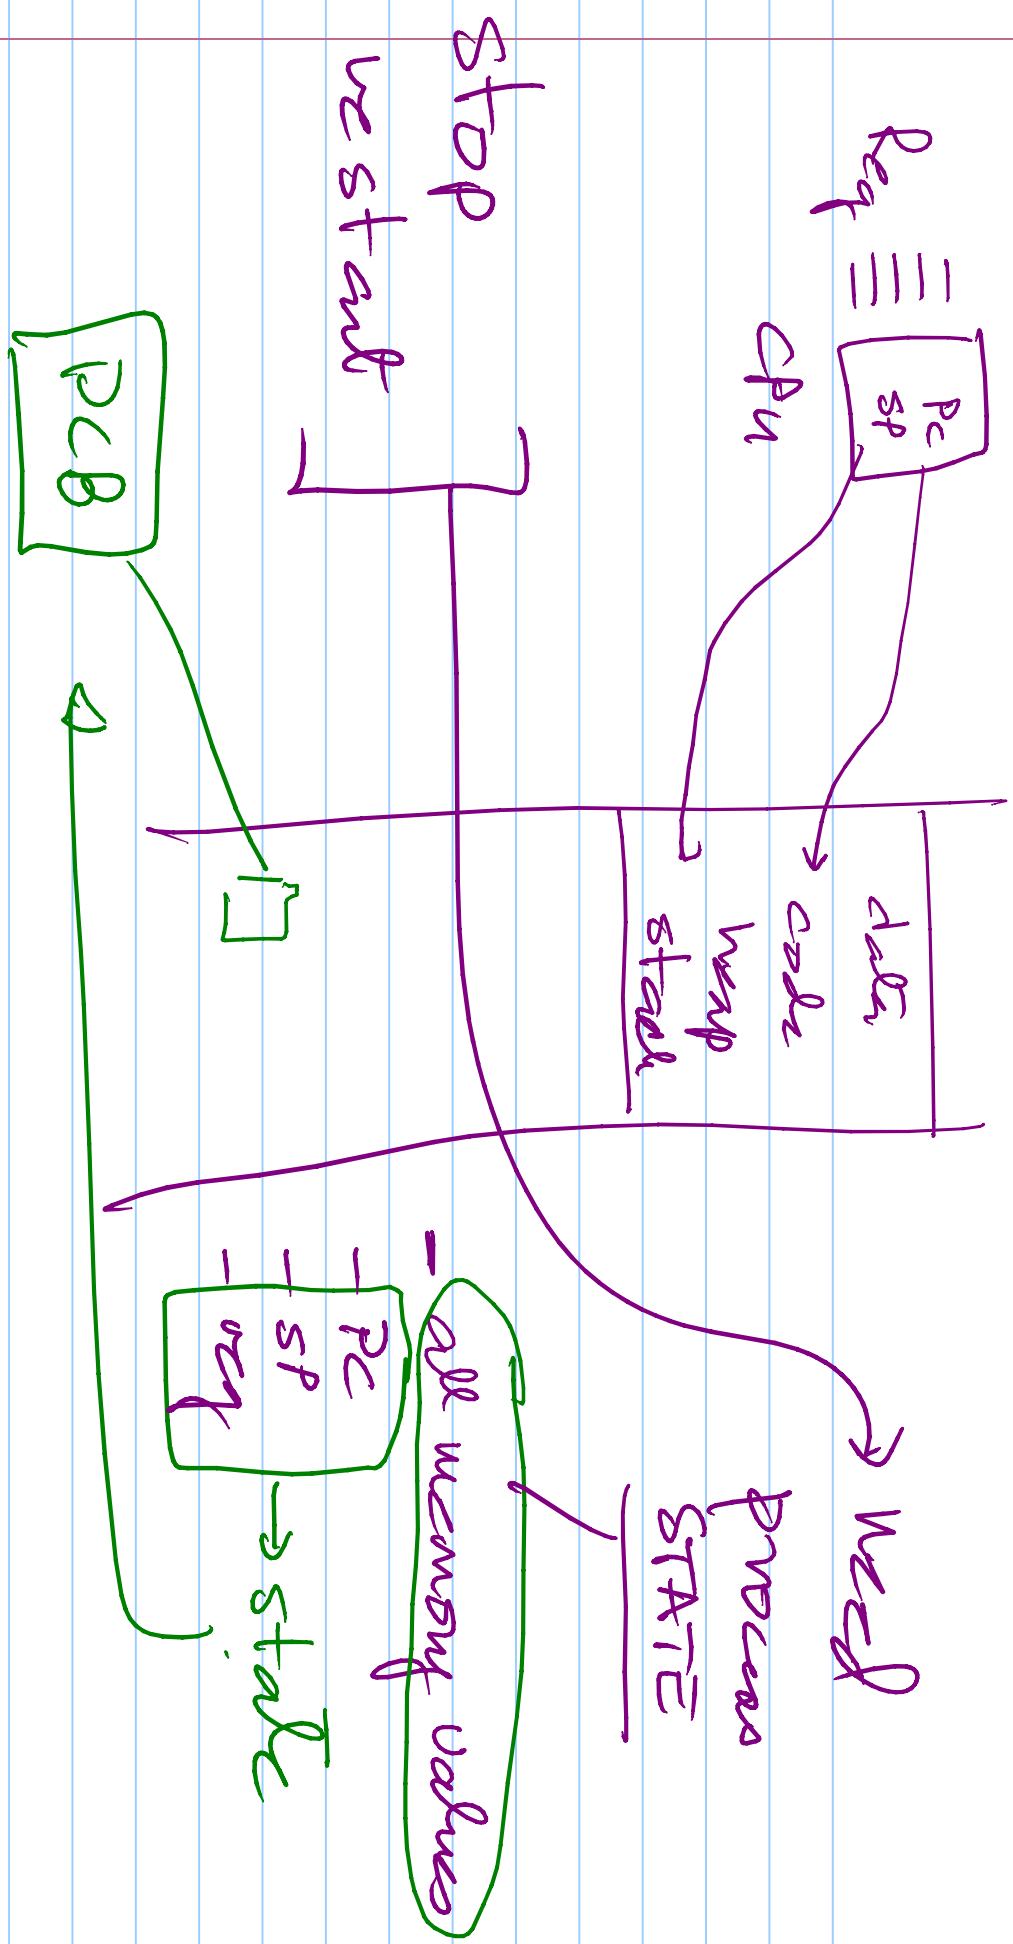 Reg
PC
SP
CPU
data
code
heap
stack
need
process
STATE
stop
restart
- all memory values
- PC
- SP
- reg
→ state
PCB